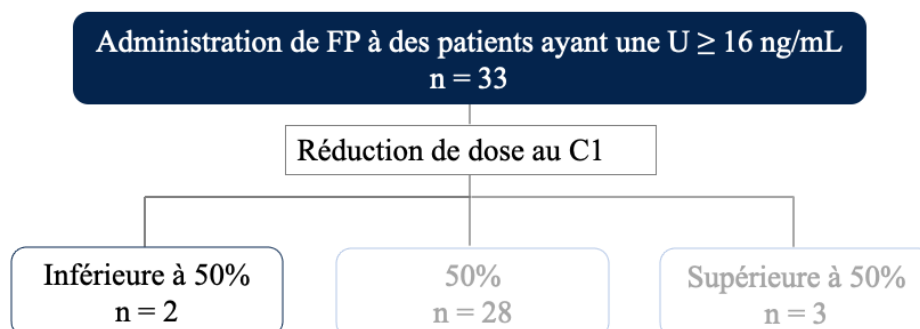 Administration de FP à des patients ayant une U ≥ 16 ng/mL
n = 33
Réduction de dose au C1
Inférieure à 50%
n = 2
50%
n = 28
Supérieure à 50%
n = 3